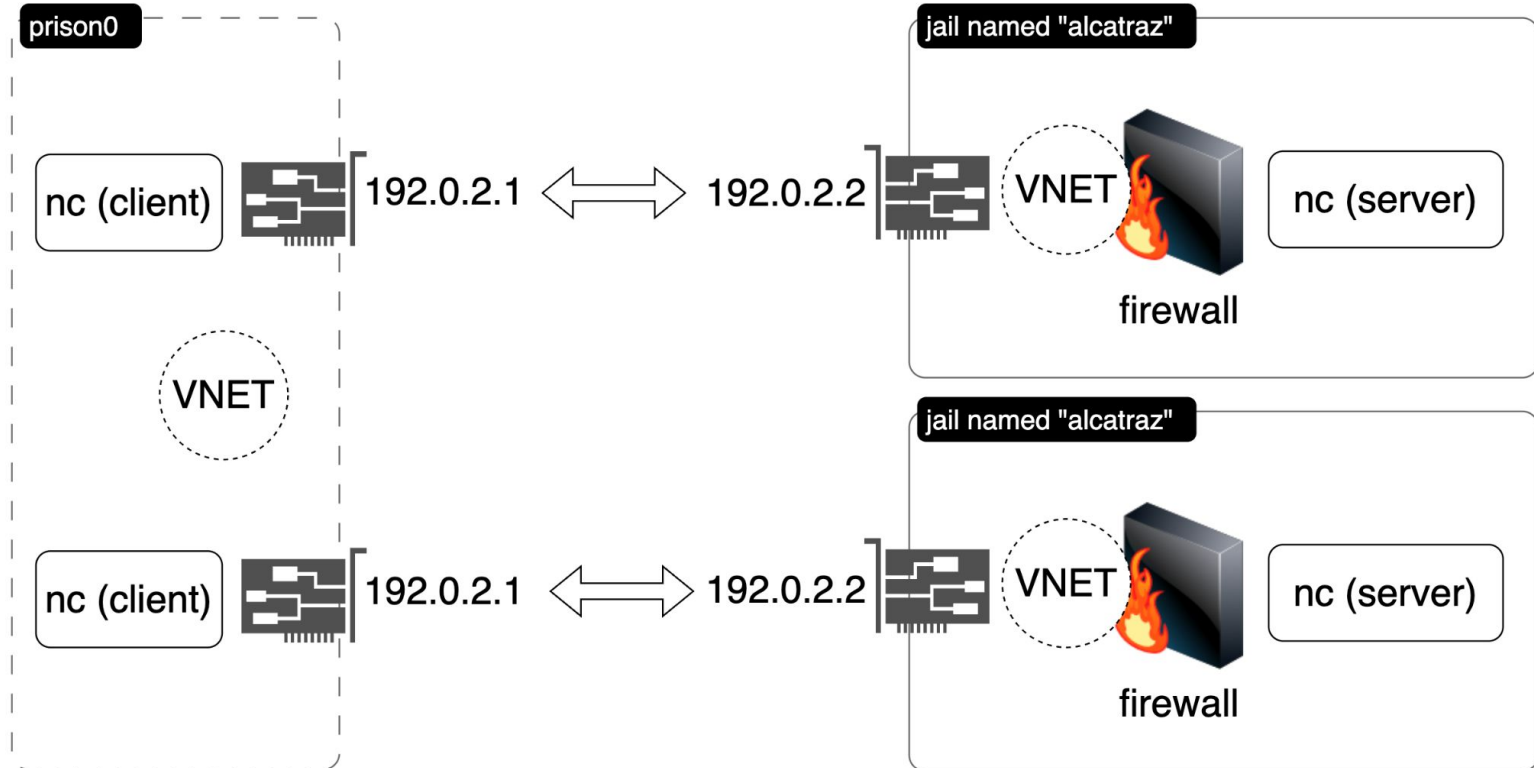 prison0
jail named "alcatraz"
nc (client)
192.0.2.1
192.0.2.2
VNET
nc (server)
firewall
VNET
jail named "alcatraz"
nc (client)
192.0.2.1
192.0.2.2
VNET
nc (server)
firewall